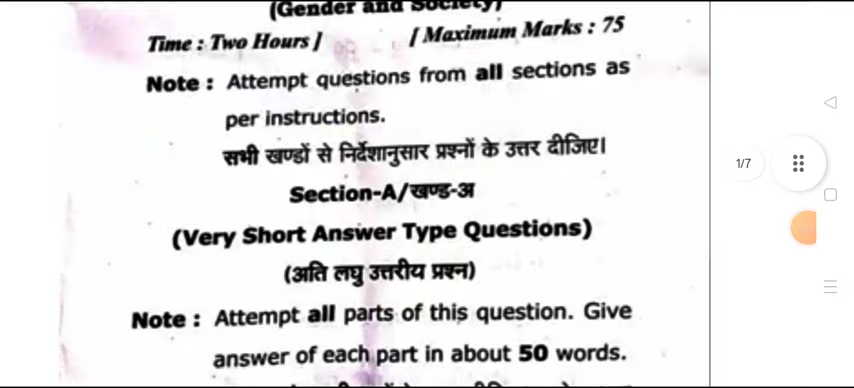 (Gender and Society)
Time : Two Hours ] [ Maximum Marks : 75
Note : Attempt questions from all sections as
per instructions.
सभी खण्डों से निर्देशानुसार प्रश्नों के उत्तर दीजिए।
Section-A/खण्ड-अ
(Very Short Answer Type Questions)
(अति लघु उत्तरीय प्रश्न)
Note : Attempt all parts of this question. Give
answer of each part in about 50 words.
1/7